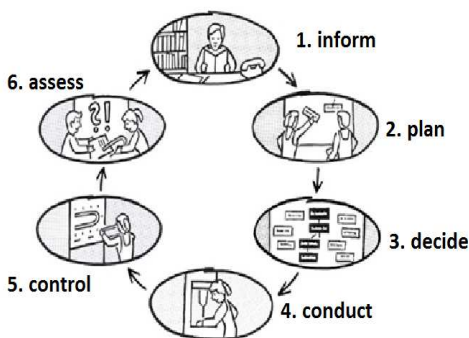 1. inform
2. plan
3. decide
4. conduct
5. control
6. assess
?!